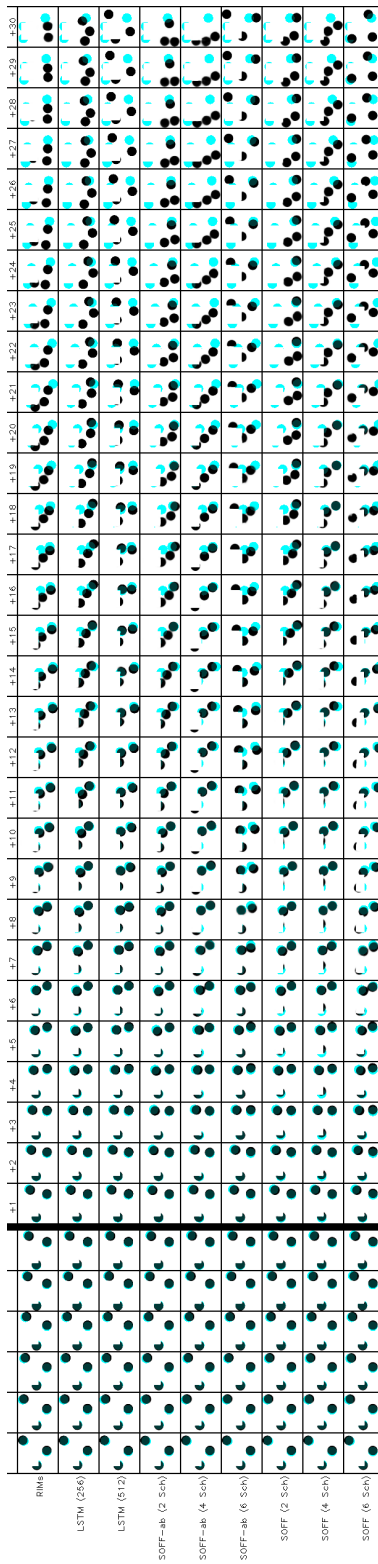 +1 +2 +3 +4 +5 +6 +7 +8 +9 +10 +11 +12 +13 +14 +15 +16 +17 +18 +19 +20 +21 +22 +23 +24 +25 +26 +27 +28 +29 +30
RIMs
LSTM (256)
LSTM (512)
SOFF-ab (2 Sch)
SOFF-ab (4 Sch)
SOFF-ab (6 Sch)
SOFF (2 Sch)
SOFF (4 Sch)
SOFF (6 Sch)